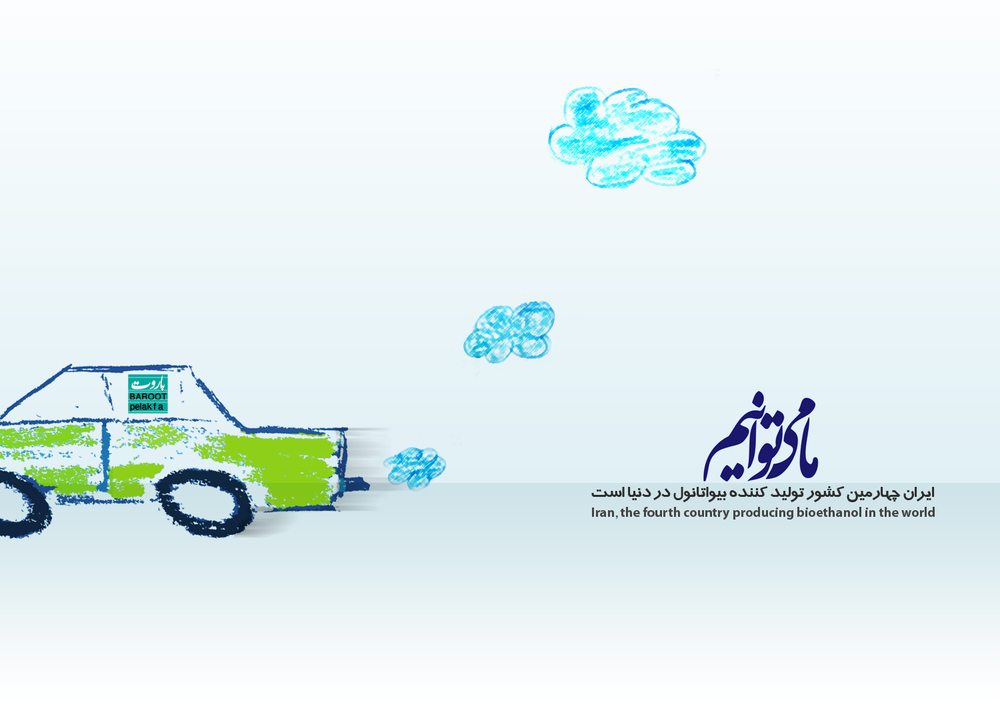 باروت
BAROOT
pelak f a
ما می توانیم
ایران چهارمین کشور تولید کننده بیواتانول در دنیا است
Iran, the fourth country producing bioethanol in the world